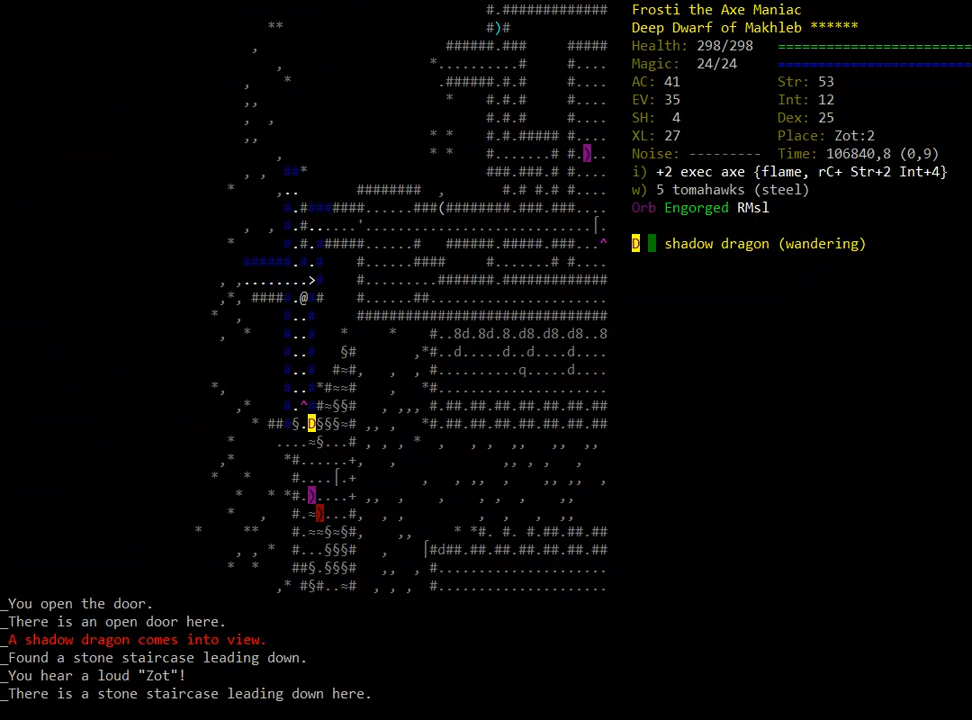 Frosti the Axe Maniac
Deep Dwarf of Makhleb ******
Health: 298/298
Magic: 24/24
AC: 41
Str: 53
EV: 35
Int: 12
SH: 4
Dex: 25
XL: 27
Place: Zot:2
Noise: ---------
Time: 106840,8 (0,9)
i) +2 exec axe {flame, rC+ Str+2 Int+4}
w) 5 tomahawks (steel)
Orb Engorged RMsl
D shadow dragon (wandering)
_You open the door.
_There is an open door here.
_A shadow dragon comes into view.
_Found a stone staircase leading down.
_You hear a loud "Zot"!
_There is a stone staircase leading down here.